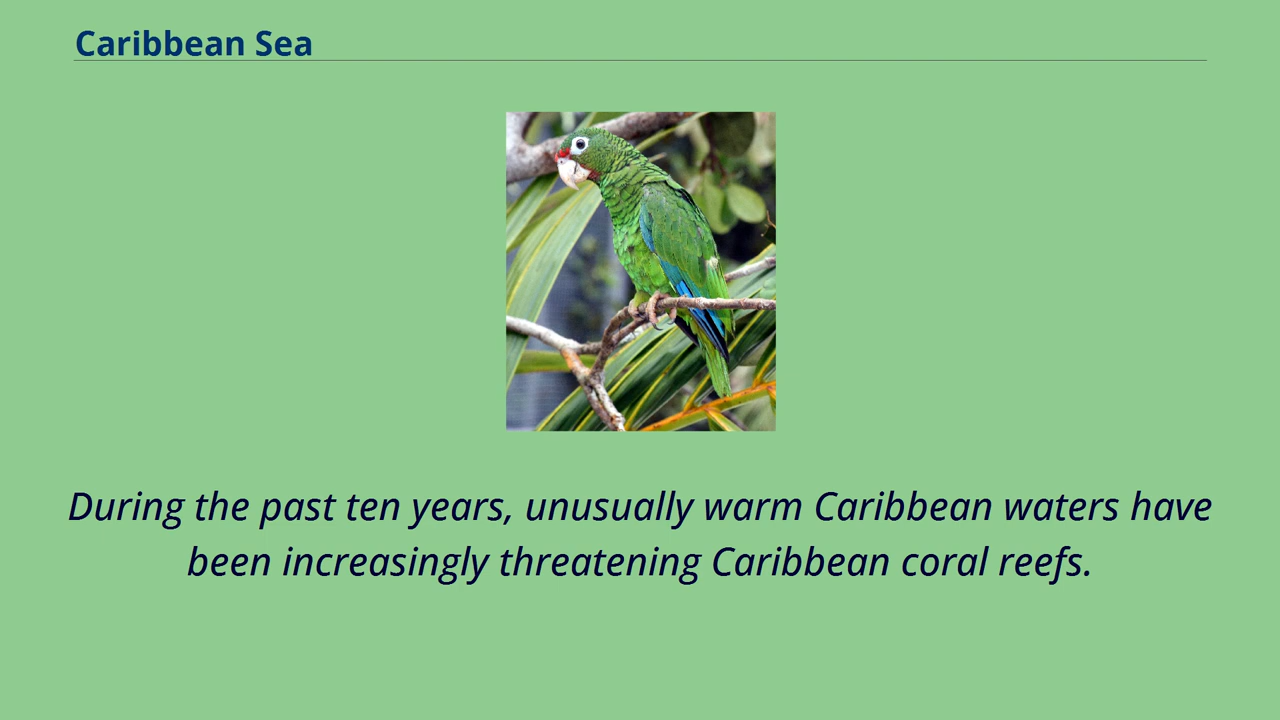 Caribbean Sea
During the past ten years, unusually warm Caribbean waters have
been increasingly threatening Caribbean coral reefs.